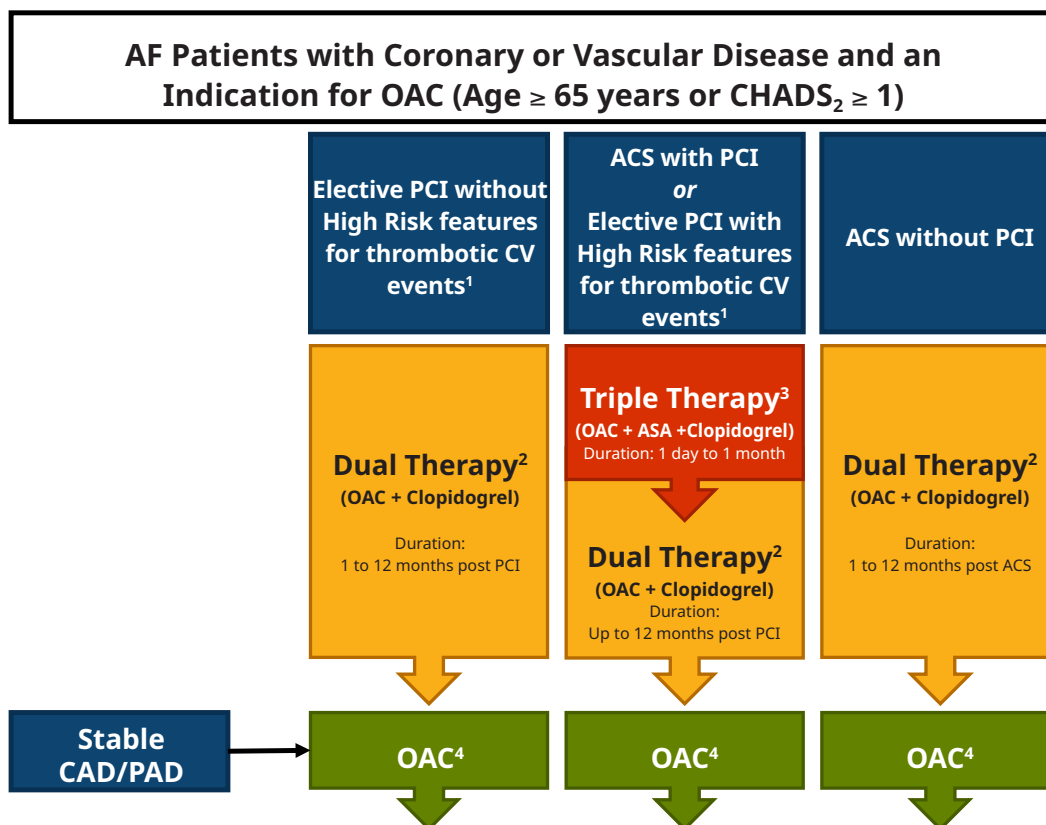 AF Patients with Coronary or Vascular Disease and an
Indication for OAC (Age ≥ 65 years or CHADS₂ ≥ 1)
Elective PCI without
High Risk features
for thrombotic CV
events¹
ACS with PCI
or
Elective PCI with
High Risk features
for thrombotic CV
events¹
ACS without PCI
Dual Therapy²
(OAC + Clopidogrel)
Duration:
1 to 12 months post PCI
Triple Therapy³
(OAC + ASA +Clopidogrel)
Duration: 1 day to 1 month
Dual Therapy²
(OAC + Clopidogrel)
Duration:
Up to 12 months post PCI
Dual Therapy²
(OAC + Clopidogrel)
Duration:
1 to 12 months post ACS
Stable
CAD/PAD
OAC⁴
OAC⁴
OAC⁴